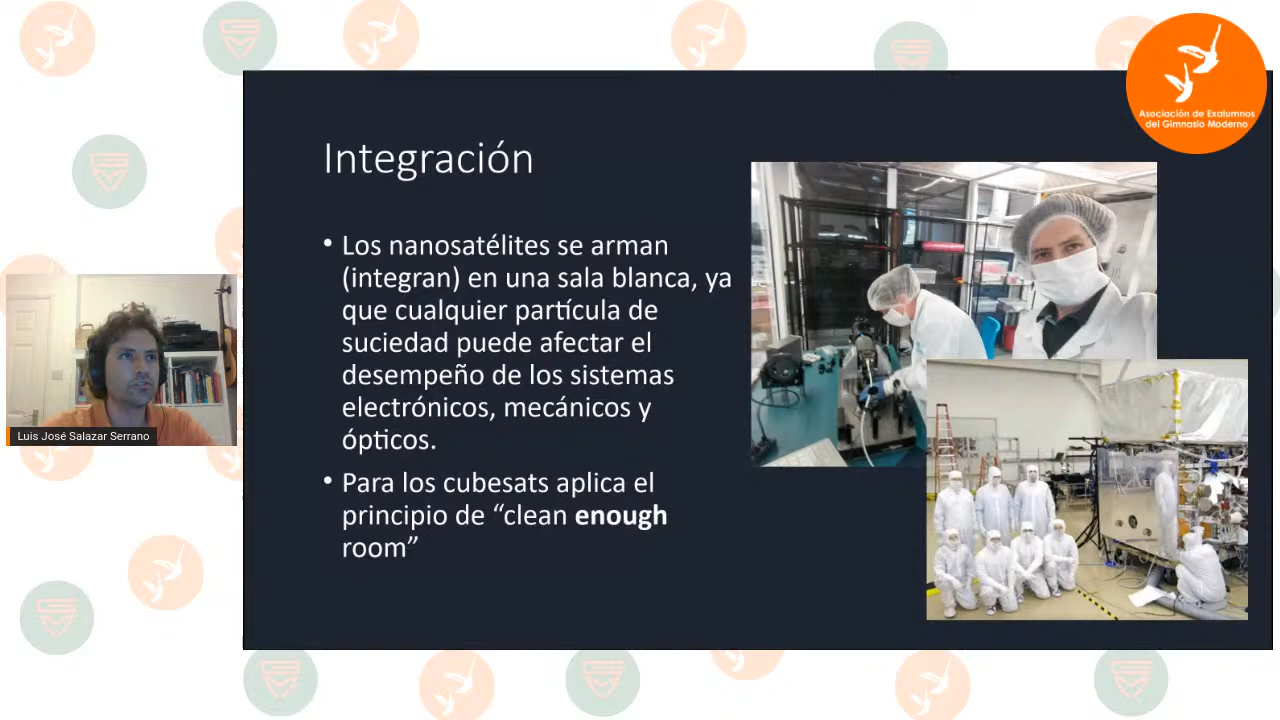 Asociación de Exalumnos
del Gimnasio Moderno
Integración
• Los nanosatélites se arman
(integran) en una sala blanca, ya
que cualquier partícula de
suciedad puede afectar el
desempeño de los sistemas
electrónicos, mecánicos y
ópticos.
• Para los cubesats aplica el
principio de “clean enough
room”
Luis José Salazar Serrano